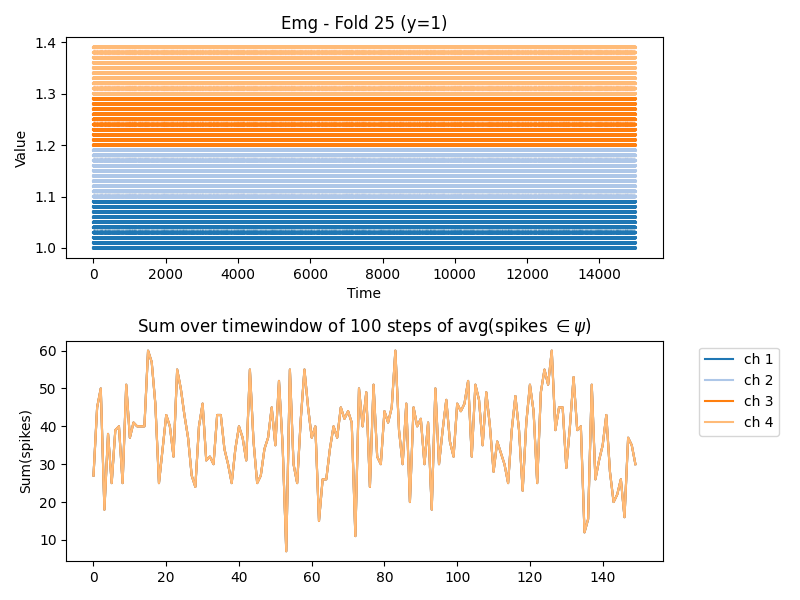 Emg - Fold 25 (y=1)
Value
1.4
1.3
1.2
1.1
1.0
0 2000 4000 6000 8000 10000 12000 14000
Time
Sum over timewindow of 100 steps of avg(spikes ∈ ψ)
Sum(spikes)
60
50
40
30
20
10
0 20 40 60 80 100 120 140
ch 1
ch 2
ch 3
ch 4